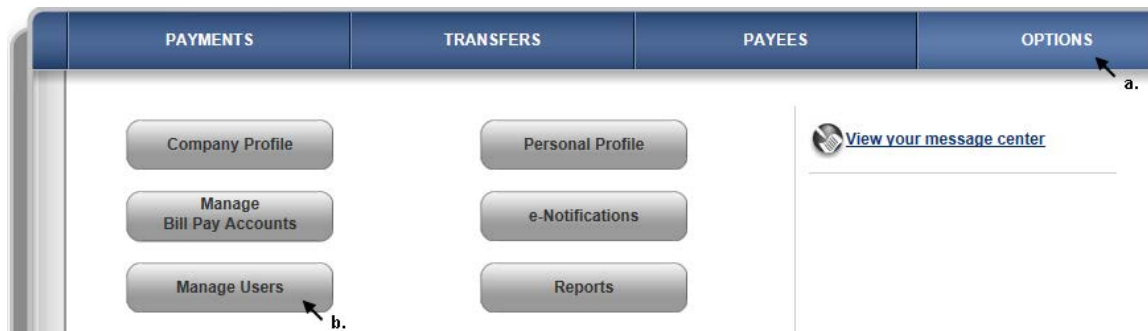 PAYMENTS
TRANSFERS
PAYEES
OPTIONS
a.
Company Profile
Personal Profile
View your message center
Manage
Bill Pay Accounts
e-Notifications
Manage Users
Reports
b.